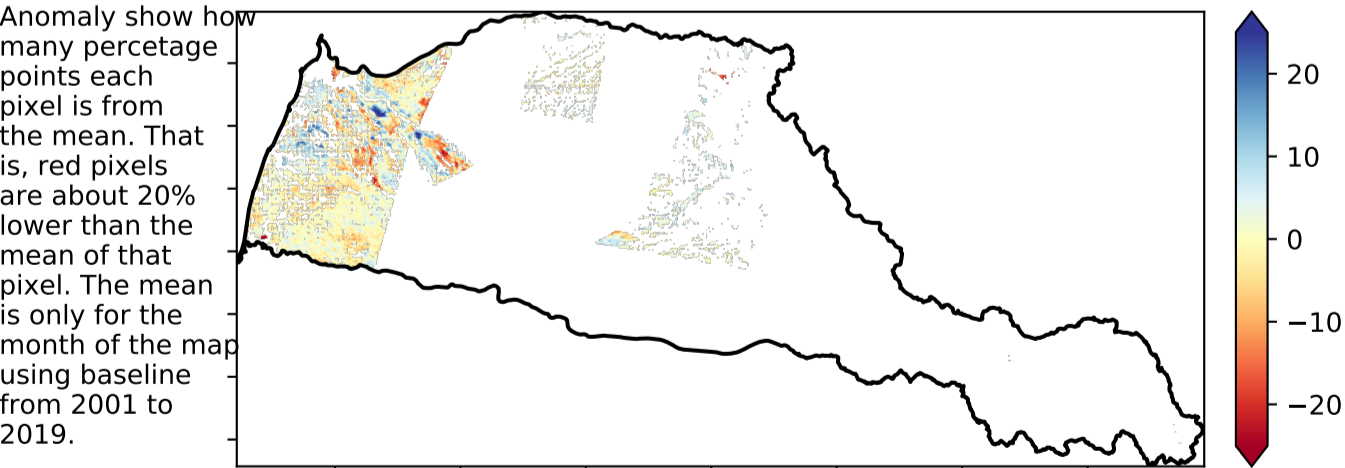 Anomaly show how
many percetage
points each
pixel is from
the mean. That
is, red pixels
are about 20%
lower than the
mean of that
pixel. The mean
is only for the
month of the map
using baseline
from 2001 to
2019.
20
10
0
−10
−20